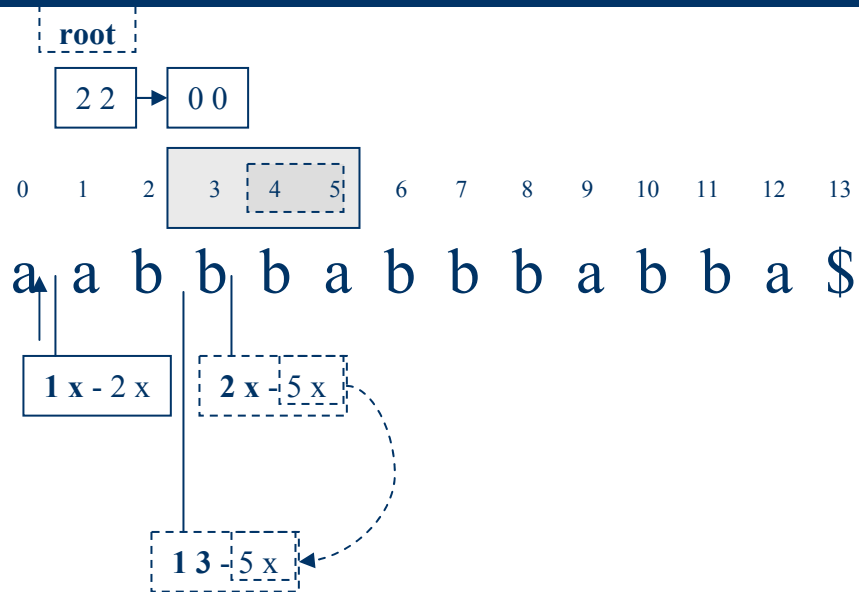 root
2 2 0 0
0 1 2 3 4 5 6 7 8 9 10 11 12 13
a a b b b a b b b a b b a $
1 x - 2 x 2 x - 5 x
1 3 - 5 x